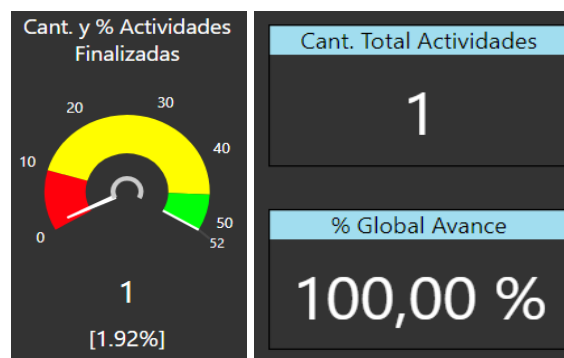 Cant. y % Actividades
Finalizadas
20
30
10
40
0
50
52
1
[1.92%]
Cant. Total Actividades
1
% Global Avance
100,00 %